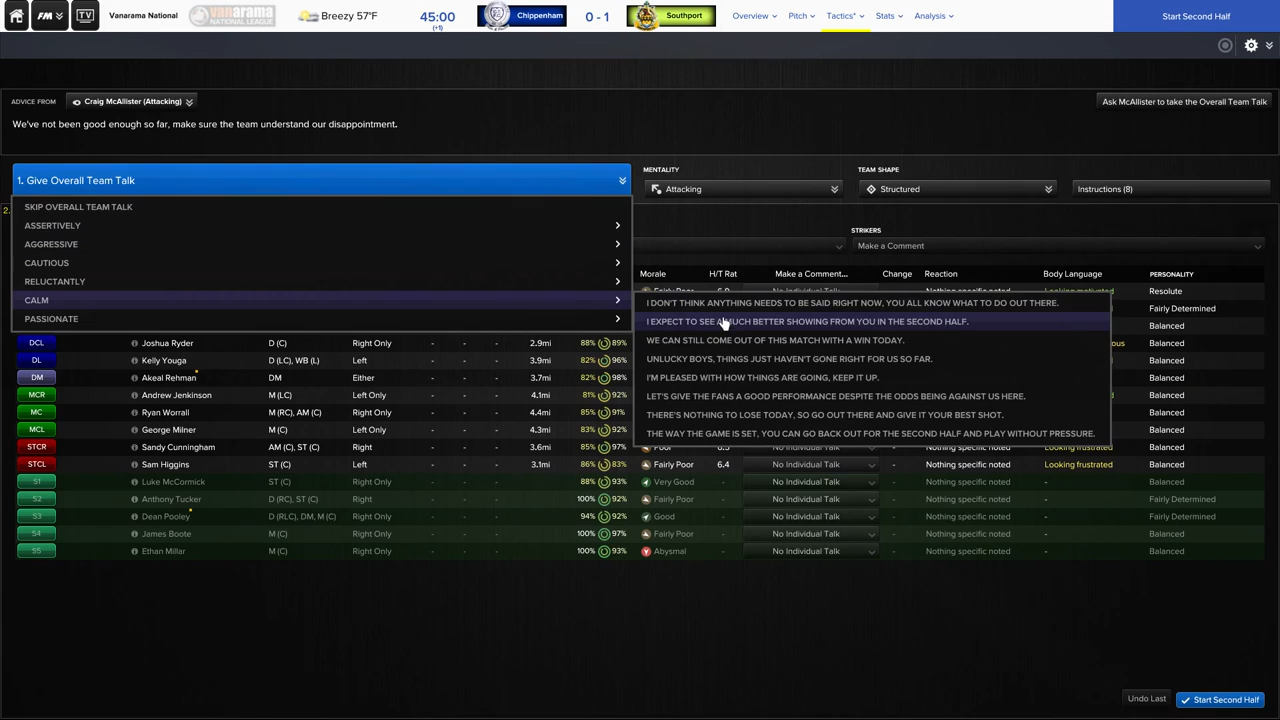 FM TV Vanarama National vanarama NATIONAL LEAGUE Breezy 57°F 45:00 (+1) Chippenham 0 - 1 Southport Overview Pitch Tactics* Stats Analysis Start Second Half
ADVICE FROM Craig McAllister (Attacking) Ask McAllister to take the Overall Team Talk
We've not been good enough so far, make sure the team understand our disappointment.
1. Give Overall Team Talk MENTALITY TEAM SHAPE
Attacking Structured Instructions (8)
SKIP OVERALL TEAM TALK
2.
ASSERTIVELY STRIKERS
AGGRESSIVE Make a Comment
CAUTIOUS
Morale H/T Rat Make a Comment... Change Reaction Body Language PERSONALITY
RELUCTANTLY
Resolute
CALM I DON'T THINK ANYTHING NEEDS TO BE SAID RIGHT NOW, YOU ALL KNOW WHAT TO DO OUT THERE. Fairly Determined
PASSIONATE I EXPECT TO SEE A MUCH BETTER SHOWING FROM YOU IN THE SECOND HALF. Balanced
DCL Joshua Ryder D (C) Right Only - - - 2.9mi 88% 89% WE CAN STILL COME OUT OF THIS MATCH WITH A WIN TODAY. Balanced
DL Kelly Youga D (LC), WB (L) Left - - - 3.9mi 82% 96% UNLUCKY BOYS, THINGS JUST HAVEN'T GONE RIGHT FOR US SO FAR. Balanced
DM Akeal Rehman DM Either - - - 3.7mi 82% 98% I'M PLEASED WITH HOW THINGS ARE GOING, KEEP IT UP. Balanced
MCR Andrew Jenkinson M (LC) Right Only - - - 4.1mi 81% 92% LET'S GIVE THE FANS A GOOD PERFORMANCE DESPITE THE ODDS BEING AGAINST US HERE. Balanced
MC Ryan Worrall M (C) Right Only - - - 4.4mi 85% 91% THERE'S NOTHING TO LOSE TODAY, SO GO OUT THERE AND GIVE IT YOUR BEST SHOT. Balanced
MCL George Milner M (C) Left Only - - - 4.3mi 83% 92% THE WAY THE GAME IS SET, YOU CAN GO BACK OUT FOR THE SECOND HALF AND PLAY WITHOUT PRESSURE. Balanced
STCR Sandy Cunningham AM (C), ST (C) Right - - - 3.6mi 85% 97% Balanced
STCL Sam Higgins ST (C) Left - - - 3.1mi 86% 83% Fairly Poor 6.4 No Individual Talk - Nothing specific noted Looking frustrated Balanced
S1 Luke McCormick ST (C) Right Only - - - 88% 93% Very Good No Individual Talk - Nothing specific noted - Balanced
S2 Anthony Tucker D (RC), ST (C) Right - - - 100% 92% Fairly Poor No Individual Talk - Nothing specific noted - Fairly Determined
S3 Dean Pooley D (RLC), DM, M (C) Right Only - - - 94% 92% Good No Individual Talk - Nothing specific noted - Fairly Determined
S4 James Boote M (C) Right Only - - - 100% 97% Fairly Poor No Individual Talk - Nothing specific noted - Balanced
S5 Ethan Millar M (C) Right Only - - - 100% 93% Abysmal No Individual Talk - Nothing specific noted - Balanced
Undo Last Start Second Half